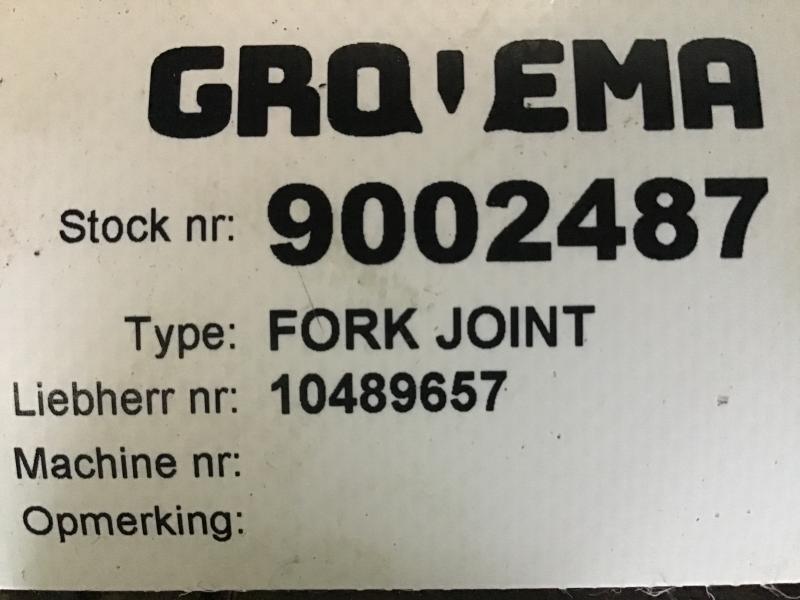 GROVEMA
Stock nr: 9002487
Type: FORK JOINT
Liebherr nr: 10489657
Machine nr:
Opmerking: